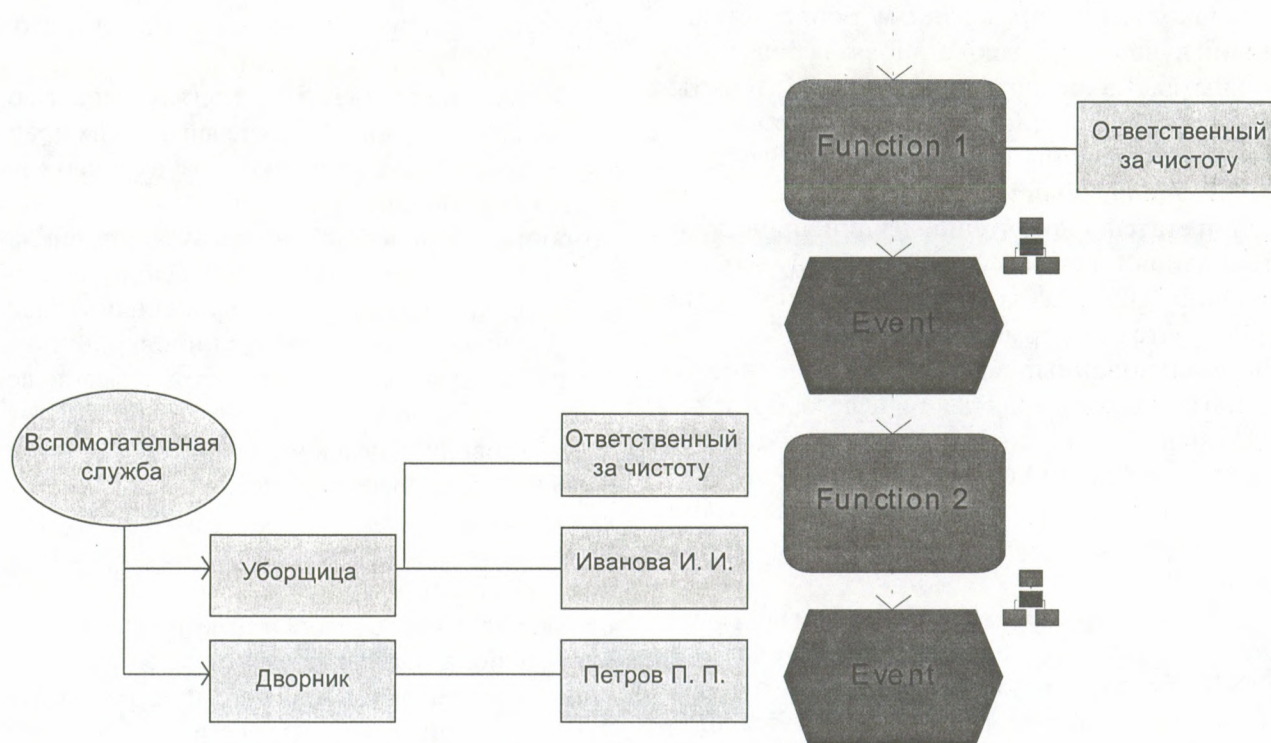 Function 1
Ответственный
за чистоту
Event
Вспомогательная
служба
Ответственный
за чистоту
Function 2
Уборщица
Иванова И. И.
Дворник
Петров П. П.
Event